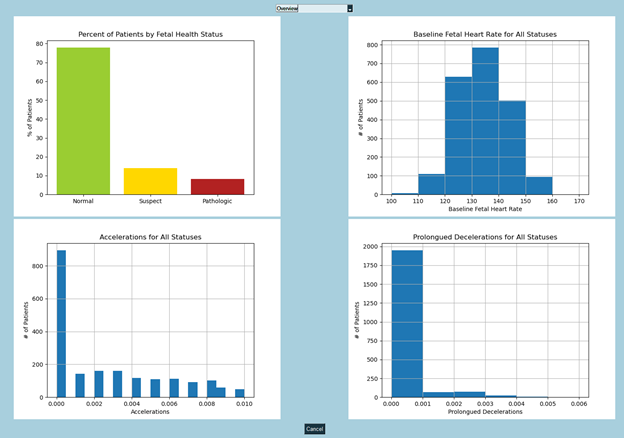 Overview
Percent of Patients by Fetal Health Status
80
70
60
50
40
30
20
10
0
% of Patients
Normal Suspect Pathologic
Baseline Fetal Heart Rate for All Statuses
800
700
600
500
400
300
200
100
0
# of Patients
100 110 120 130 140 150 160 170
Baseline Fetal Heart Rate
Accelerations for All Statuses
800
600
400
200
0
# of Patients
0.000 0.002 0.004 0.006 0.008 0.010
Accelerations
Prolongued Decelerations for All Statuses
2000
1750
1500
1250
1000
750
500
250
0
# of Patients
0.000 0.001 0.002 0.003 0.004 0.005 0.006
Prolongued Decelerations
Cancel